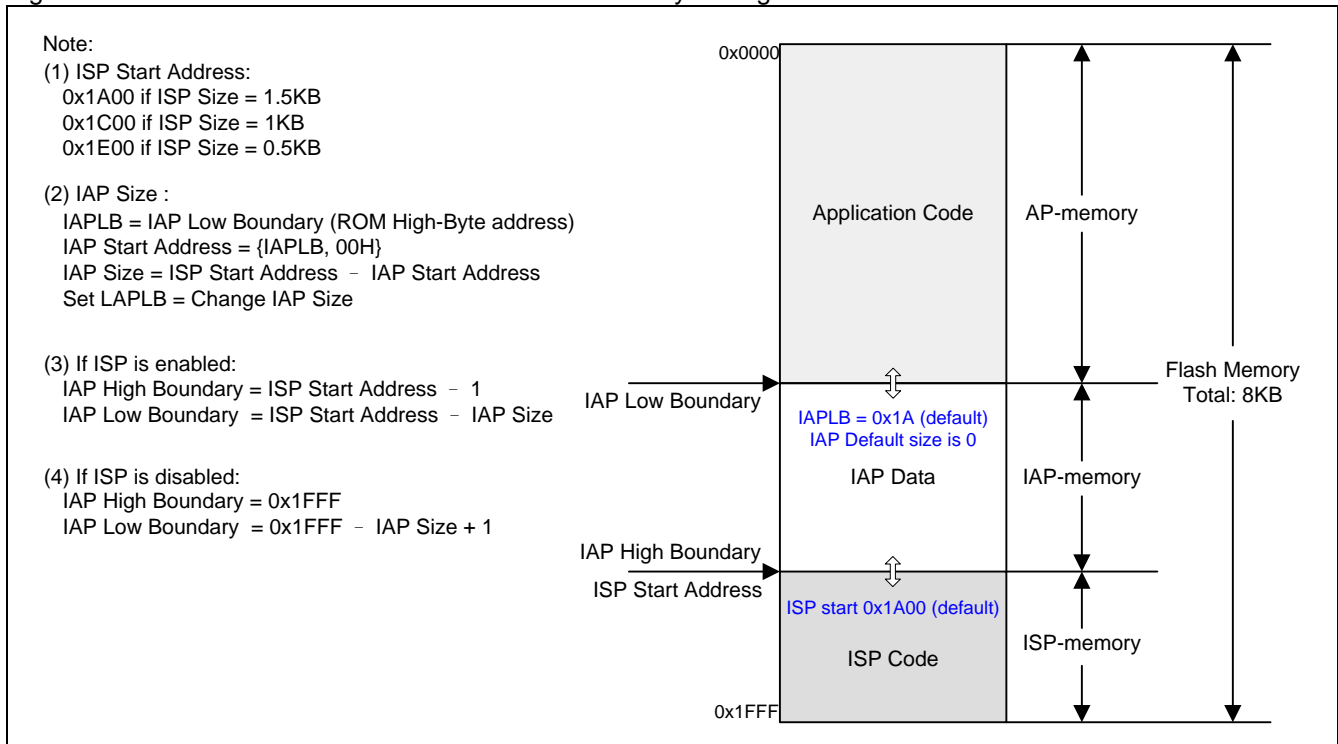 Note:
(1) ISP Start Address:
0x1A00 if ISP Size = 1.5KB
0x1C00 if ISP Size = 1KB
0x1E00 if ISP Size = 0.5KB
(2) IAP Size :
IAPLB = IAP Low Boundary (ROM High-Byte address)
IAP Start Address = {IAPLB, 00H}
IAP Size = ISP Start Address – IAP Start Address
Set LAPLB = Change IAP Size
(3) If ISP is enabled:
IAP High Boundary = ISP Start Address – 1
IAP Low Boundary = ISP Start Address – IAP Size
(4) If ISP is disabled:
IAP High Boundary = 0x1FFF
IAP Low Boundary = 0x1FFF – IAP Size + 1
0x0000
Application Code
AP-memory
Flash Memory
Total: 8KB
IAP Low Boundary
IAPLB = 0x1A (default)
IAP Default size is 0
IAP Data
IAP-memory
IAP High Boundary
ISP Start Address
ISP start 0x1A00 (default)
ISP Code
ISP-memory
0x1FFF